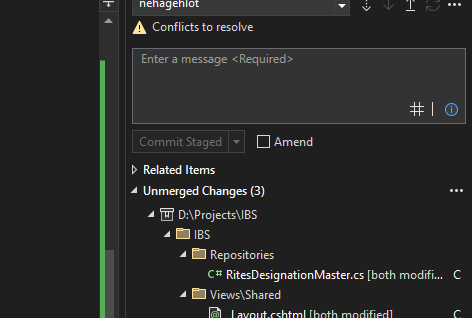 nehagehlot
Conflicts to resolve
Enter a message <Required>
Commit Staged
Amend
Related Items
Unmerged Changes (3)
D:\Projects\IBS
IBS
Repositories
C# RitesDesignationMaster.cs [both modifi... C
Views\Shared
_Layout.cshtml [both modified] C